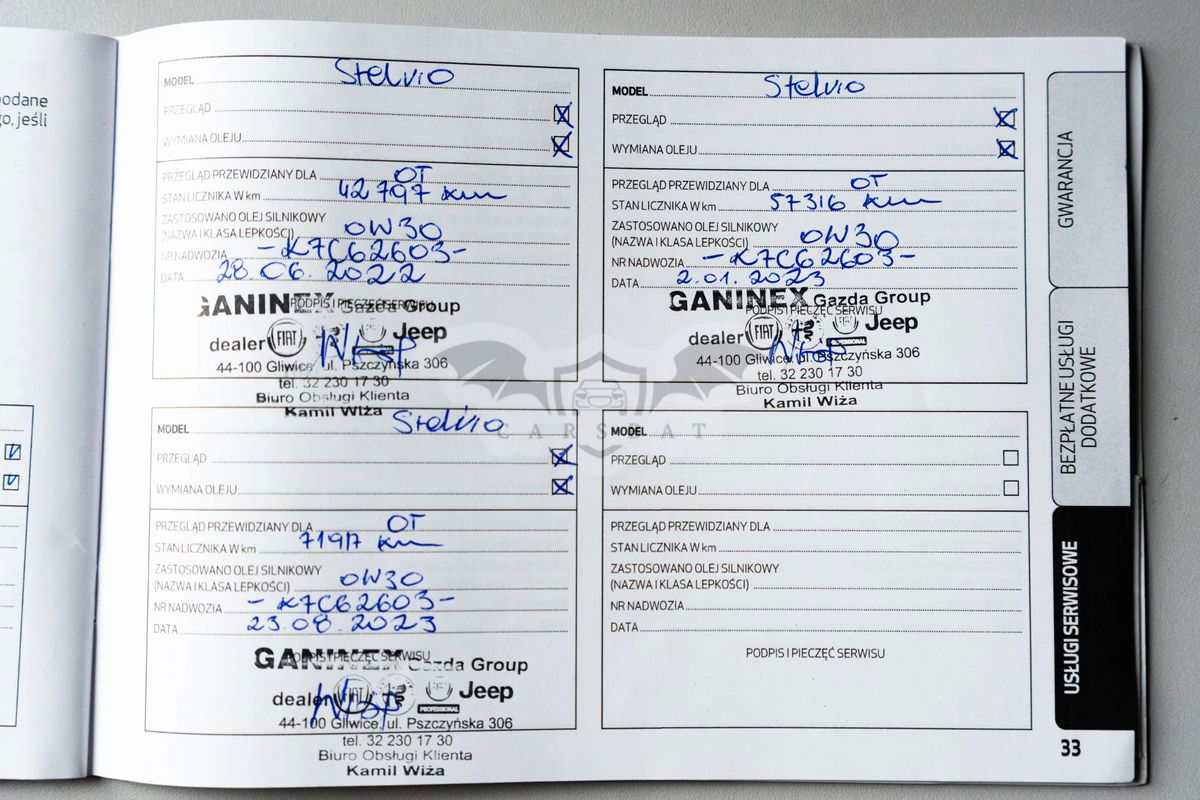 podane
go, jeśli
MODEL Stelvio
PRZEGLĄD
WYMIANA OLEJU
PRZEGLĄD PRZEWIDZIANY DLA OT
STAN LICZNIKA W km 42797 km
ZASTOSOWANO OLEJ SILNIKOWY
(NAZWA I KLASA LEPKOŚCI) 0W30
NR NADWOZIA -K7C62603-
DATA 28.06.2022
PODPIS I PIECZĘĆ SERWISU
GANINEX Gazda Group
dealer FIAT Jeep
44-100 Gliwice, ul. Pszczyńska 306
tel. 32 230 17 30
Biuro Obsługi Klienta
Kamil Wiża
MODEL Stelvio
PRZEGLĄD
WYMIANA OLEJU
PRZEGLĄD PRZEWIDZIANY DLA OT
STAN LICZNIKA W km 57316 km
ZASTOSOWANO OLEJ SILNIKOWY
(NAZWA I KLASA LEPKOŚCI) 0W30
NR NADWOZIA -K7C62603-
DATA 2.01.2023
PODPIS I PIECZĘĆ SERWISU
GANINEX Gazda Group
dealer FIAT Jeep
44-100 Gliwice, ul. Pszczyńska 306
tel. 32 230 17 30
Biuro Obsługi Klienta
Kamil Wiża
MODEL Stelvio
PRZEGLĄD
WYMIANA OLEJU
PRZEGLĄD PRZEWIDZIANY DLA OT
STAN LICZNIKA W km 71917 km
ZASTOSOWANO OLEJ SILNIKOWY
(NAZWA I KLASA LEPKOŚCI) 0W30
NR NADWOZIA -K7C62603-
DATA 23.08.2023
PODPIS I PIECZĘĆ SERWISU
GANINEX Gazda Group
dealer FIAT PROFESSIONAL Jeep
44-100 Gliwice, ul. Pszczyńska 306
tel. 32 230 17 30
Biuro Obsługi Klienta
Kamil Wiża
MODEL
PRZEGLĄD
WYMIANA OLEJU
PRZEGLĄD PRZEWIDZIANY DLA
STAN LICZNIKA W km
ZASTOSOWANO OLEJ SILNIKOWY
(NAZWA I KLASA LEPKOŚCI)
NR NADWOZIA
DATA
PODPIS I PIECZĘĆ SERWISU
GWARANCJA
BEZPŁATNE USŁUGI
DODATKOWE
USŁUGI SERWISOWE
33